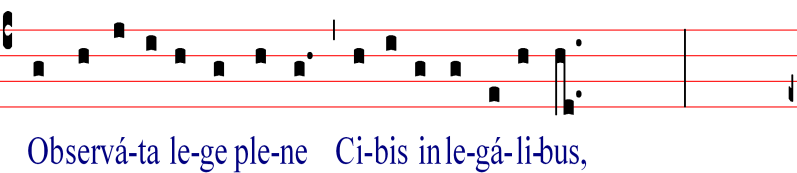 Observá-ta le-ge ple-ne Ci-bis in le-gá-li-bus,